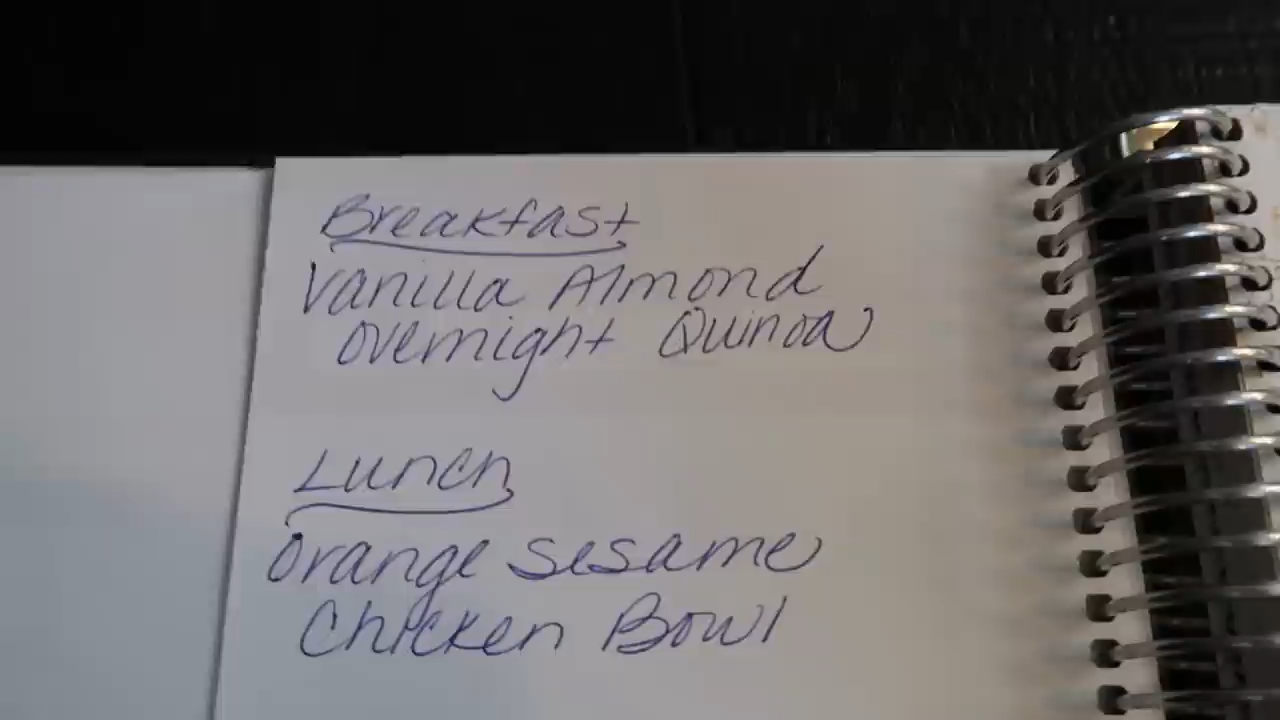 Breakfast
Vanilla Almond
overnight Quinoa
Lunch
Orange Sesame
Chicken Bowl